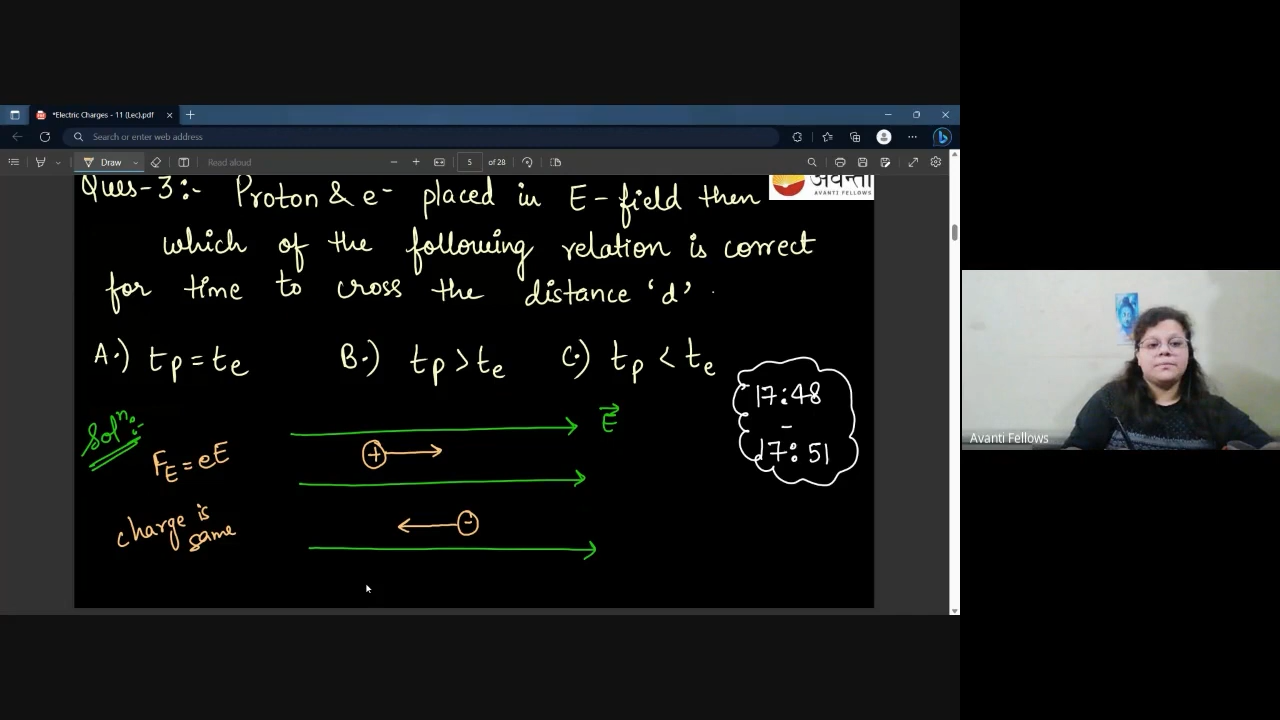 *Electric Charges - 11 (Lec).pdf
Search or enter web address
Draw
Read aloud
5 of 28
Ques-3:- Proton & e- placed in E-field then
अवन्ती
AVANTI FELLOWS
which of the following relation is correct
for time to cross the distance 'd'.
A.) tp = te B.) tp > te C.) tp < te
17:48
-
17:51
Soln:-
E
FE = eE
+
charge is
same
-
Avanti Fellows